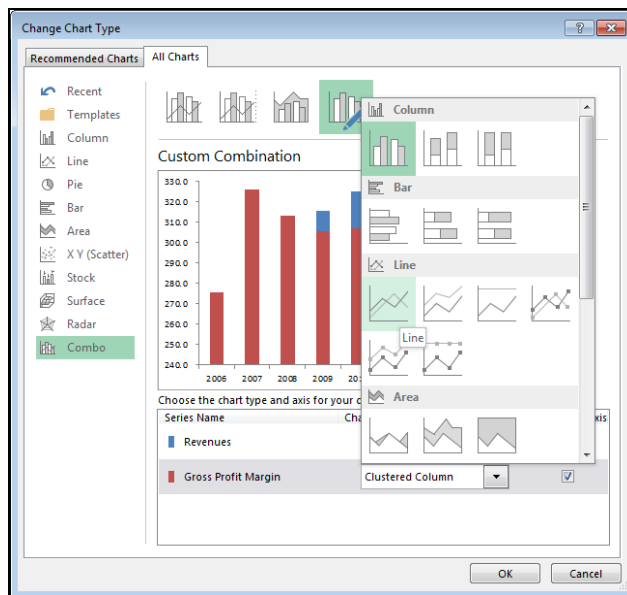 Change Chart Type
Recommended Charts
All Charts
Recent
Templates
Column
Line
Pie
Bar
Area
X Y (Scatter)
Stock
Surface
Radar
Combo
Custom Combination
330.0
320.0
310.0
300.0
290.0
280.0
270.0
260.0
250.0
240.0
2006 2007 2008 2009
Column
Bar
Line
Line
Area
Choose the chart type and axis for your
Series Name
Revenues
Gross Profit Margin Clustered Column
OK Cancel